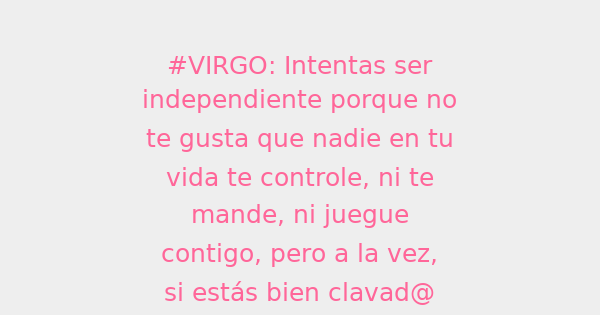 #VIRGO: Intentas ser
independiente porque no
te gusta que nadie en tu
vida te controle, ni te
mande, ni juegue
contigo, pero a la vez,
si estás bien clavad@